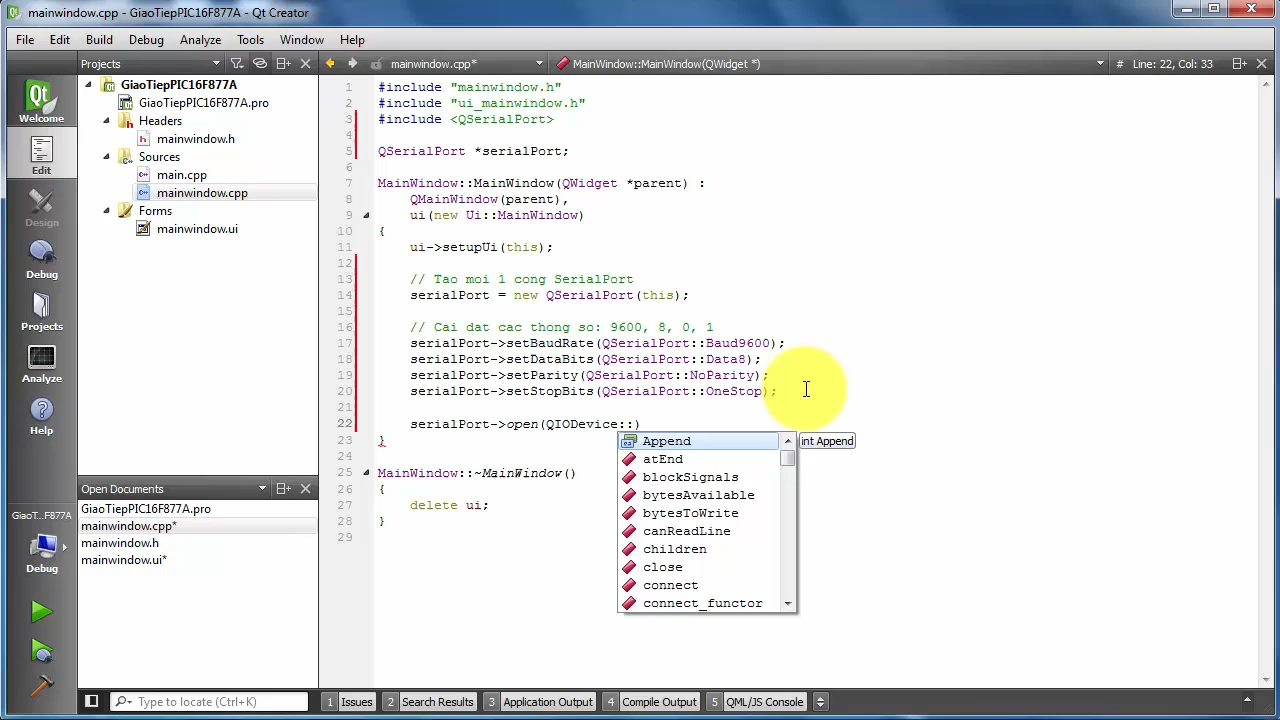 mainwindow.cpp - GiaoTiepPIC16F877A - Qt Creator
File Edit Build Debug Analyze Tools Window Help
Projects mainwindow.cpp* MainWindow::MainWindow(QWidget *) # Line: 22, Col: 33
Qt
Welcome
Edit
Design
Debug
Projects
Analyze
Help
GiaoT...F877A
Debug
GiaoTiepPIC16F877A
GiaoTiepPIC16F877A.pro
Headers
mainwindow.h
Sources
main.cpp
mainwindow.cpp
Forms
mainwindow.ui
Open Documents
GiaoTiepPIC16F877A.pro
mainwindow.cpp*
mainwindow.h
mainwindow.ui*
1 #include "mainwindow.h"
2 #include "ui_mainwindow.h"
3 #include <QSerialPort>
4
5 QSerialPort *serialPort;
6
7 MainWindow::MainWindow(QWidget *parent) :
8 QMainWindow(parent),
9 ui(new Ui::MainWindow)
10 {
11 ui->setupUi(this);
12
13 // Tao moi 1 cong SerialPort
14 serialPort = new QSerialPort(this);
15
16 // Cai dat cac thong so: 9600, 8, 0, 1
17 serialPort->setBaudRate(QSerialPort::Baud9600);
18 serialPort->setDataBits(QSerialPort::Data8);
19 serialPort->setParity(QSerialPort::NoParity);
20 serialPort->setStopBits(QSerialPort::OneStop);
21
22 serialPort->open(QIODevice::)
23 }
24
25 MainWindow::~MainWindow()
26 {
27 delete ui;
28 }
29
Append int Append
atEnd
blockSignals
bytesAvailable
bytesToWrite
canReadLine
children
close
connect
connect_functor
Type to locate (Ctrl+K) 1 Issues 2 Search Results 3 Application Output 4 Compile Output 5 QML/JS Console